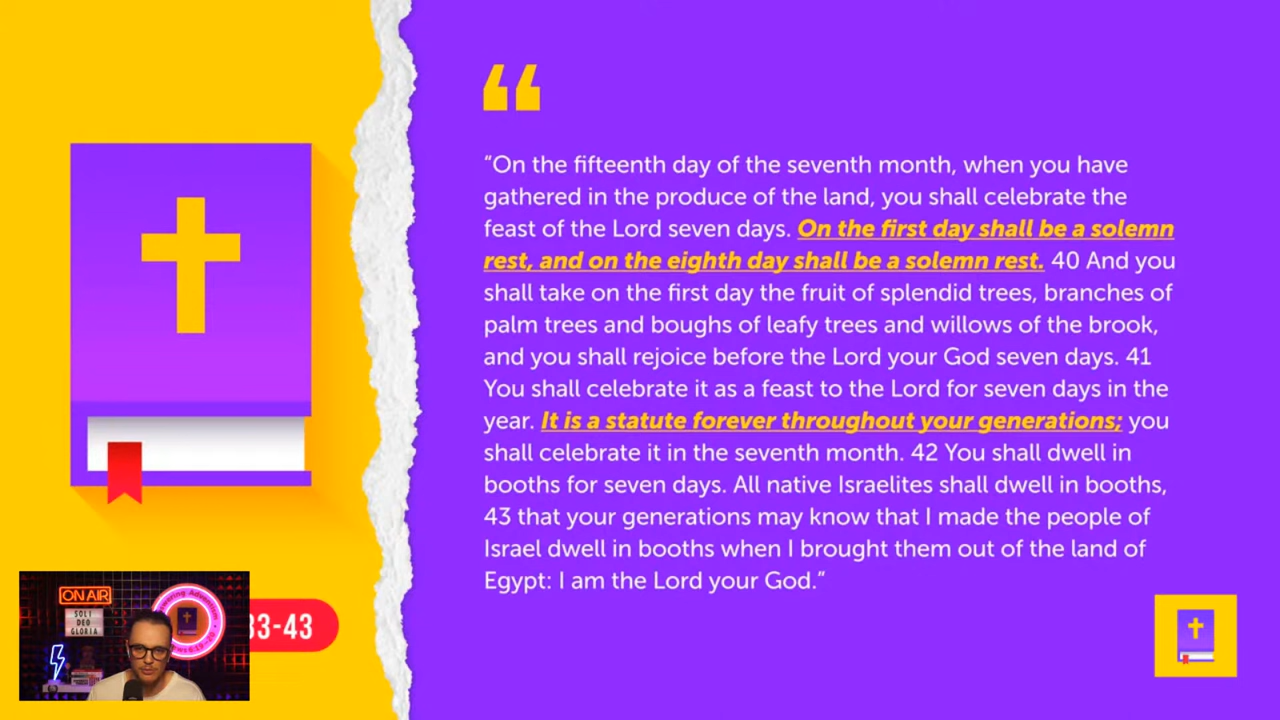 “On the fifteenth day of the seventh month, when you have
gathered in the produce of the land, you shall celebrate the
feast of the Lord seven days. On the first day shall be a solemn
rest, and on the eighth day shall be a solemn rest. 40 And you
shall take on the first day the fruit of splendid trees, branches of
palm trees and boughs of leafy trees and willows of the brook,
and you shall rejoice before the Lord your God seven days. 41
You shall celebrate it as a feast to the Lord for seven days in the
year. It is a statute forever throughout your generations; you
shall celebrate it in the seventh month. 42 You shall dwell in
booths for seven days. All native Israelites shall dwell in booths,
43 that your generations may know that I made the people of
Israel dwell in booths when I brought them out of the land of
Egypt: I am the Lord your God.”
ON AIR
SOLI
DEO
GLORIA
33-43